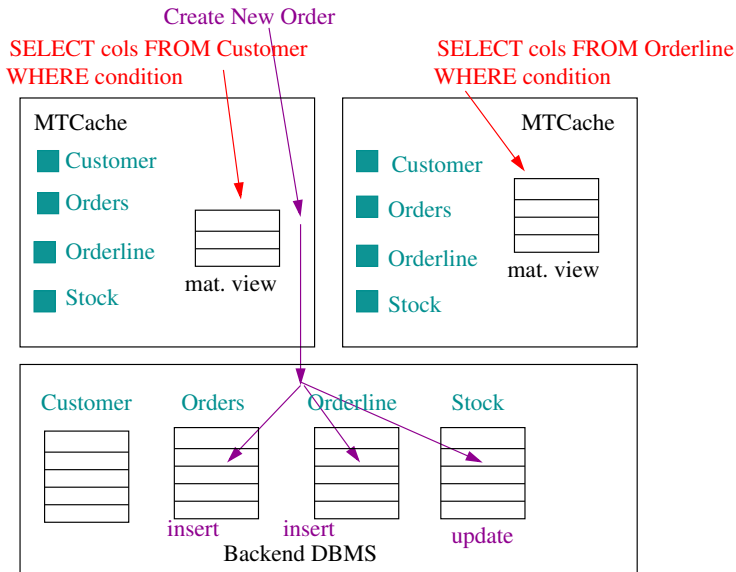 Create New Order
SELECT cols FROM Customer
WHERE condition
SELECT cols FROM Orderline
WHERE condition
MTCache
Customer
Orders
Orderline
Stock
mat. view
MTCache
Customer
Orders
Orderline
Stock
mat. view
Customer Orders Orderline Stock
insert insert update
Backend DBMS